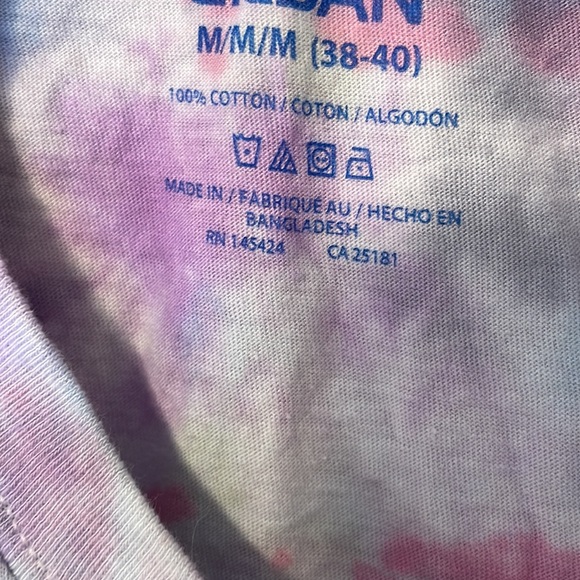 M/M/M (38-40)
100% COTTON / COTON / ALGODÓN
MADE IN / FABRIQUÉ AU / HECHO EN
BANGLADESH
RN 145424 CA 25181